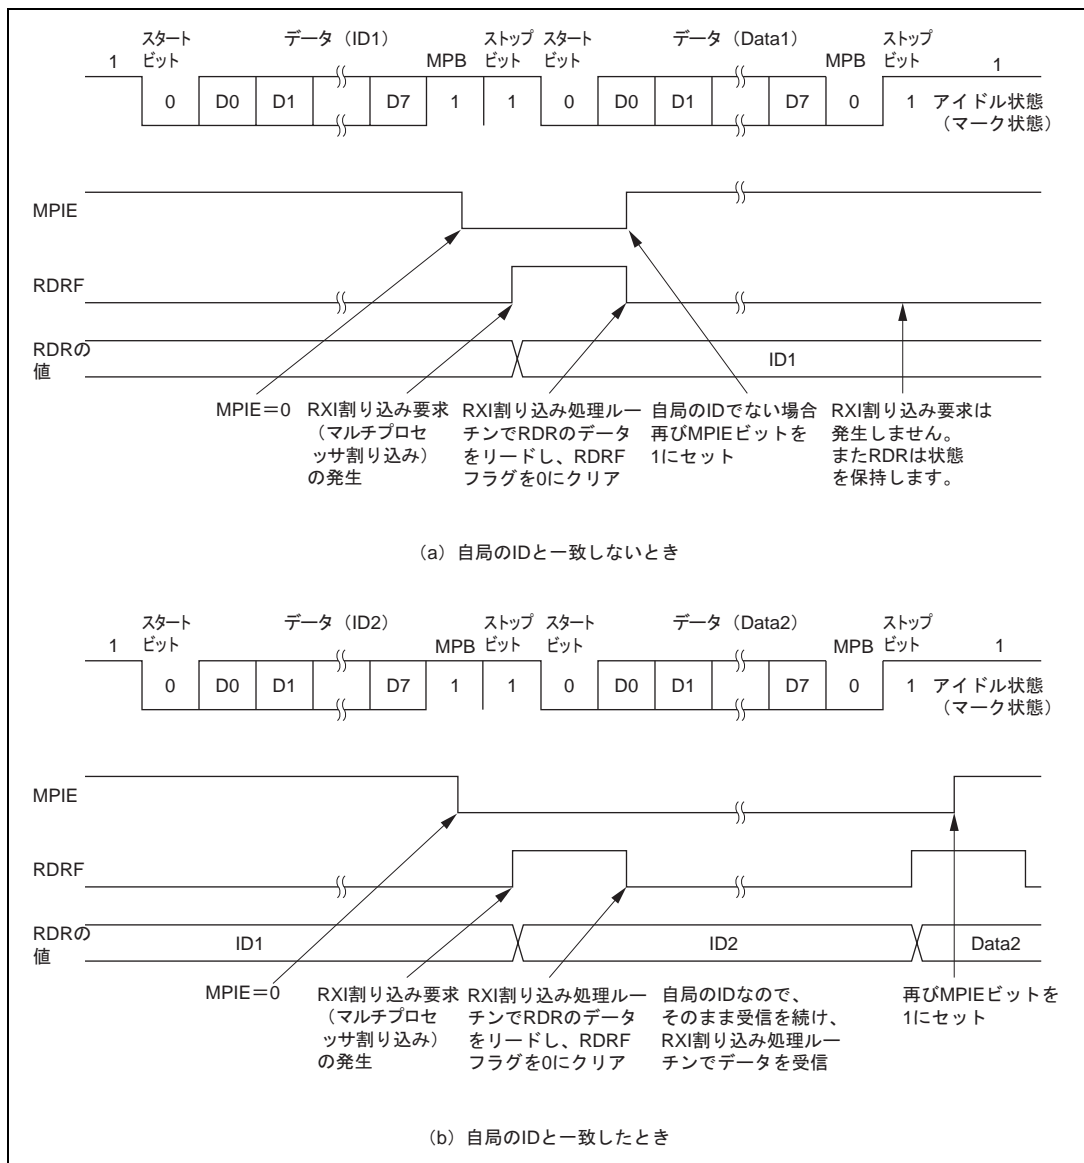 スタート データ（ID1） ストップ スタート データ（Data1） ストップ
1 ビット MPB ビット ビット MPB ビット 1
0 D0 D1 D7 1 1 0 D0 D1 D7 0 1 アイドル状態
（マーク状態）
MPIE
RDRF
RDRの
値
ID1
MPIE＝0
RXI割り込み要求
（マルチプロセ
ッサ割り込み）
の発生
RXI割り込み処理ルー
チンでRDRのデータ
をリードし、RDRF
フラグを0にクリア
自局のIDでない場合
再びMPIEビットを
1にセット
RXI割り込み要求は
発生しません。
またRDRは状態
を保持します。
（a）自局のIDと一致しないとき
スタート データ（ID2） ストップ スタート データ（Data2） ストップ
1 ビット MPB ビット ビット MPB ビット 1
0 D0 D1 D7 1 1 0 D0 D1 D7 0 1 アイドル状態
（マーク状態）
MPIE
RDRF
RDRの
値
ID1 ID2 Data2
MPIE＝0
RXI割り込み要求
（マルチプロセ
ッサ割り込み）
の発生
RXI割り込み処理ルー
チンでRDRのデータ
をリードし、RDRF
フラグを0にクリア
自局のIDなので、
そのまま受信を続け、
RXI割り込み処理ルー
チンでデータを受信
再びMPIEビットを
1にセット
（b）自局のIDと一致したとき